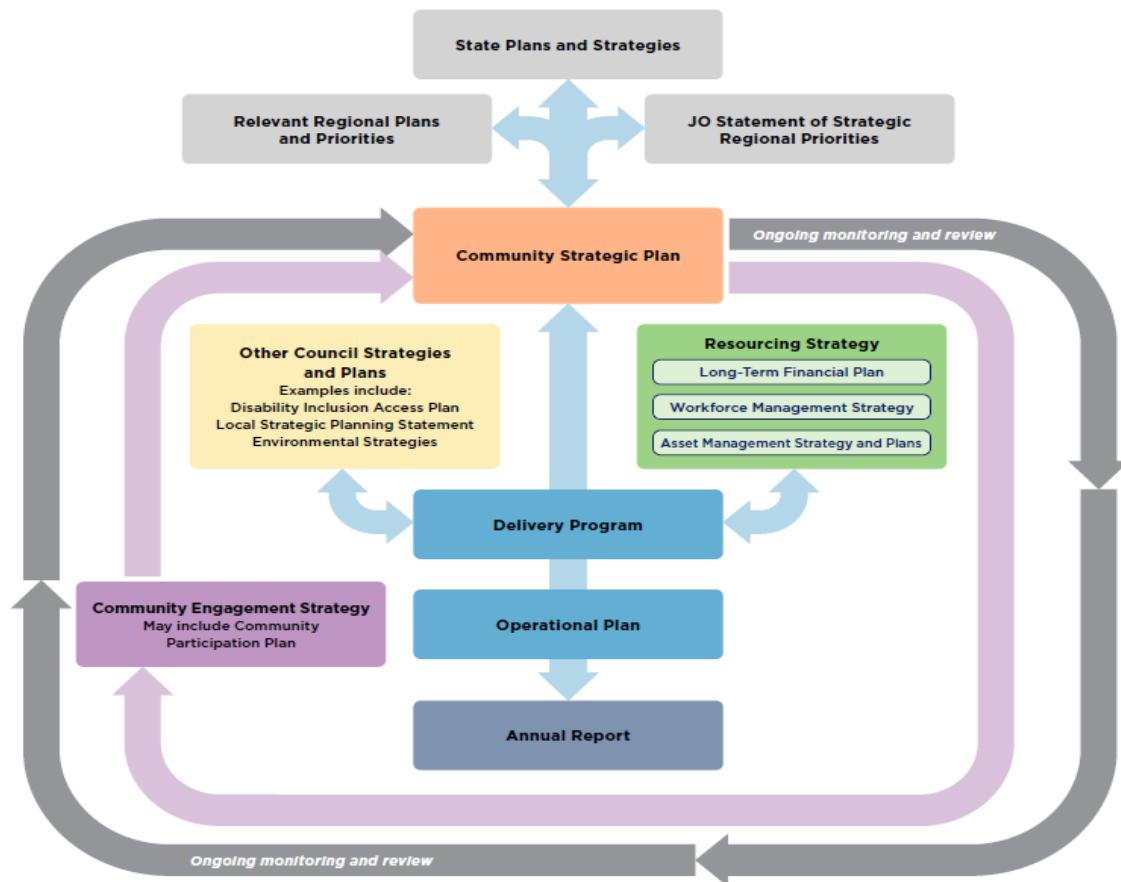 State Plans and Strategies
Relevant Regional Plans
and Priorities
JO Statement of Strategic
Regional Priorities
Community Strategic Plan
Ongoing monitoring and review
Other Council Strategies
and Plans
Examples include:
Disability Inclusion Access Plan
Local Strategic Planning Statement
Environmental Strategies
Resourcing Strategy
Long-Term Financial Plan
Workforce Management Strategy
Asset Management Strategy and Plans
Delivery Program
Community Engagement Strategy
May include Community
Participation Plan
Operational Plan
Annual Report
Ongoing monitoring and review